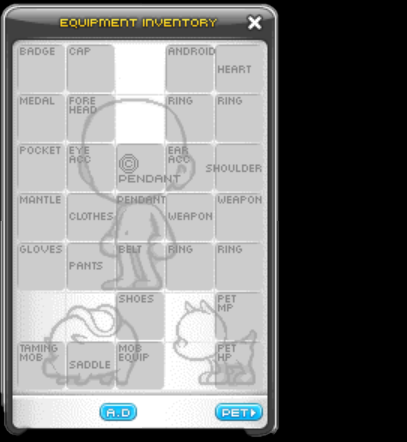 EQUIPMENT INVENTORY
BADGE CAP ANDROID
HEART
MEDAL FORE HEAD RING RING
POCKET EYE ACC EAR ACC
SHOULDER
PENDANT
MANTLE PENDANT WEAPON
CLOTHES WEAPON
GLOVES BELT RING RING
PANTS
SHOES PET MP
TAMING MOB SADDLE MOB EQUIP PET HP
A.D PET